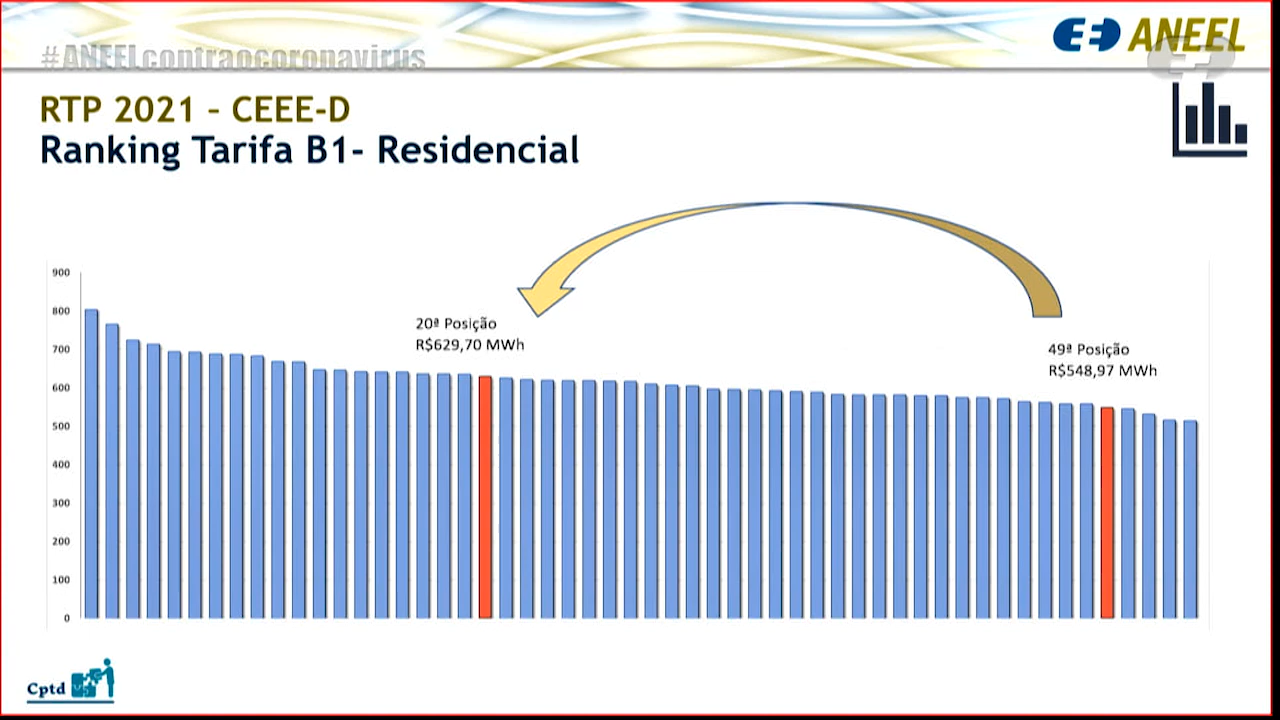 #ANEELcontraocoronavirus
ANEEL
RTP 2021 – CEEE-D
Ranking Tarifa B1- Residencial
20ª Posição
R$629,70 MWh
49ª Posição
R$548,97 MWh
900
800
700
600
500
400
300
200
100
0
Cptd